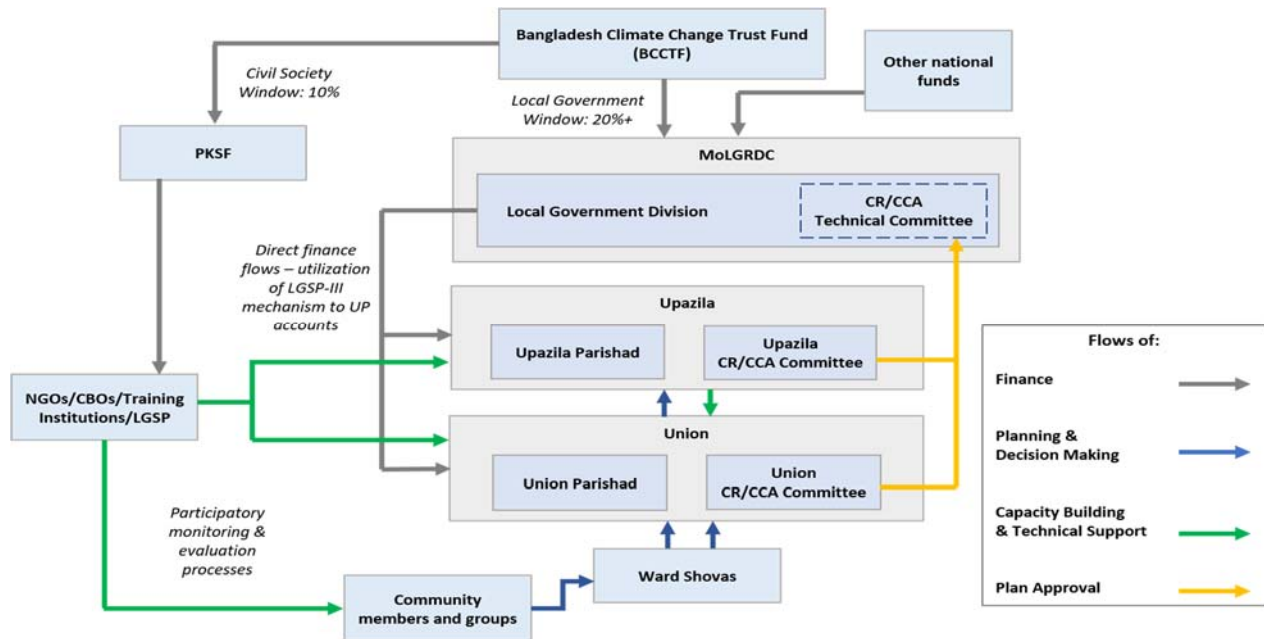 Bangladesh Climate Change Trust Fund
(BCCTF)
Other national
funds
Civil Society
Window: 10%
Local Government
Window: 20%+
PKSF
MoLGRDC
Local Government Division
CR/CCA
Technical Committee
Direct finance
flows – utilization
of LGSP-III
mechanism to UP
accounts
Upazila
Upazila Parishad
Upazila
CR/CCA Committee
NGOs/CBOs/Training
Institutions/LGSP
Union
Union Parishad
Union
CR/CCA Committee
Participatory
monitoring &
evaluation
processes
Ward Shovas
Community
members and groups
Flows of:
Finance
Planning &
Decision Making
Capacity Building
& Technical Support
Plan Approval